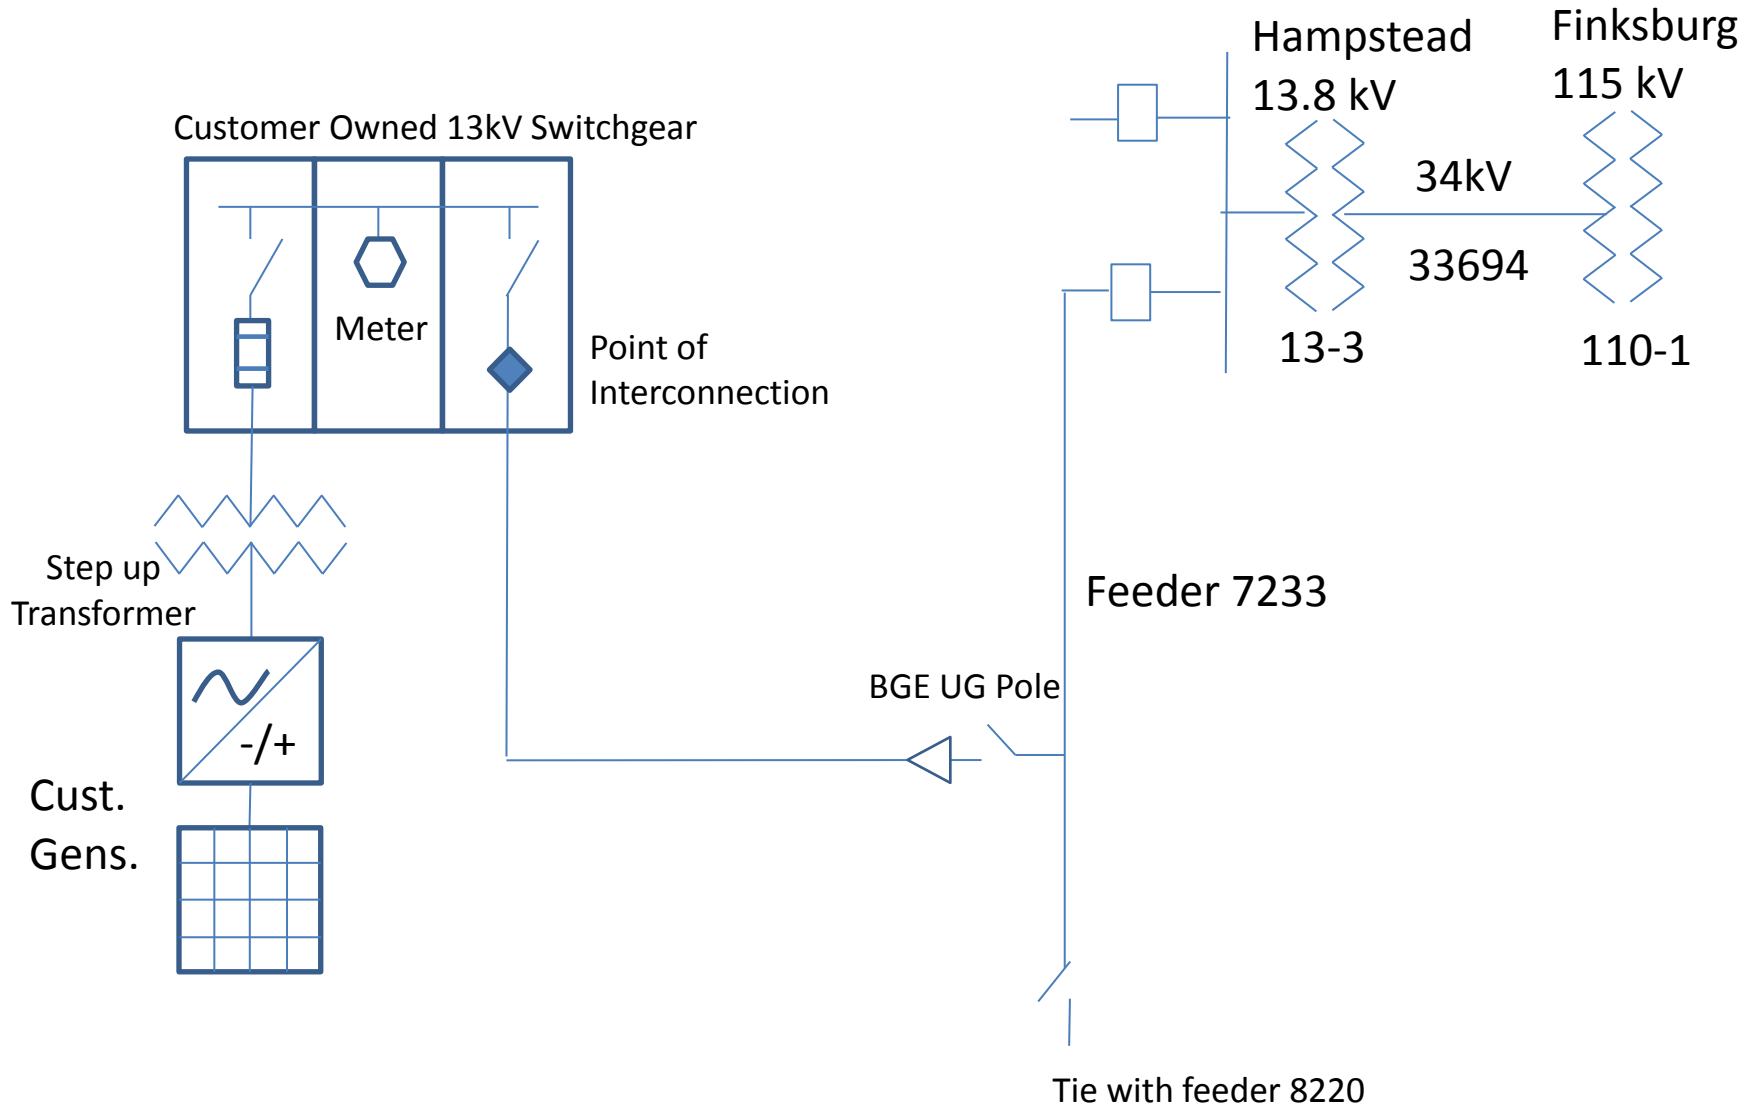 Hampstead
13.8 kV
Finksburg
115 kV
Customer Owned 13kV Switchgear
34kV
33694
Meter
Point of
Interconnection
13-3
110-1
Step up
Transformer
Feeder 7233
BGE UG Pole
-/+
Cust.
Gens.
Tie with feeder 8220